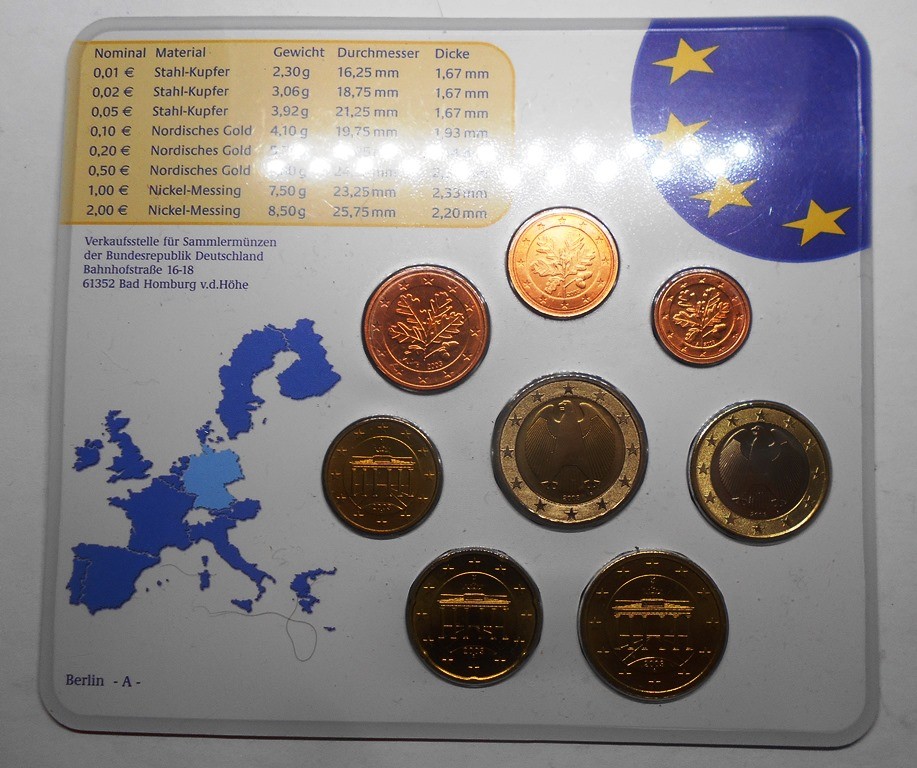 Nominal Material Gewicht Durchmesser Dicke
0,01 € Stahl-Kupfer 2,30 g 16,25 mm 1,67 mm
0,02 € Stahl-Kupfer 3,06 g 18,75 mm 1,67 mm
0,05 € Stahl-Kupfer 3,92 g 21,25 mm 1,67 mm
0,10 € Nordisches Gold 4,10 g 19,75 mm 1,93 mm
0,20 € Nordisches Gold
0,50 € Nordisches Gold
1,00 € Nickel-Messing 7,50 g 23,25 mm 2,33 mm
2,00 € Nickel-Messing 8,50 g 25,75 mm 2,20 mm
Verkaufsstelle für Sammlermünzen
der Bundesrepublik Deutschland
Bahnhofstraße 16-18
61352 Bad Homburg v.d.Höhe
Berlin - A -